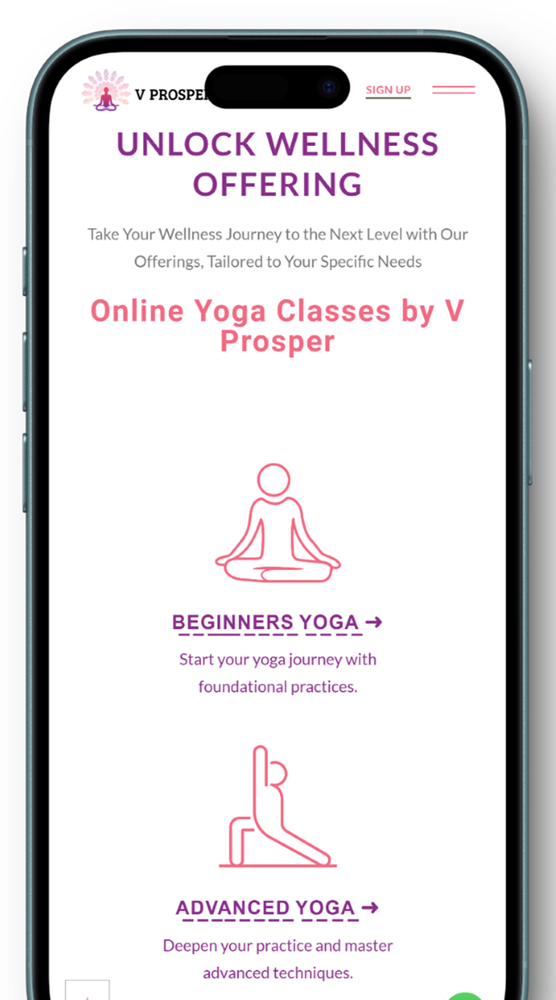 V PROSPE
SIGN UP
UNLOCK WELLNESS
OFFERING
Take Your Wellness Journey to the Next Level with Our
Offerings, Tailored to Your Specific Needs
Online Yoga Classes by V
Prosper
BEGINNERS YOGA ➜
Start your yoga journey with
foundational practices.
ADVANCED YOGA ➜
Deepen your practice and master
advanced techniques.